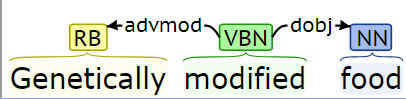 RB advmod VBN dobj NN
Genetically modified food